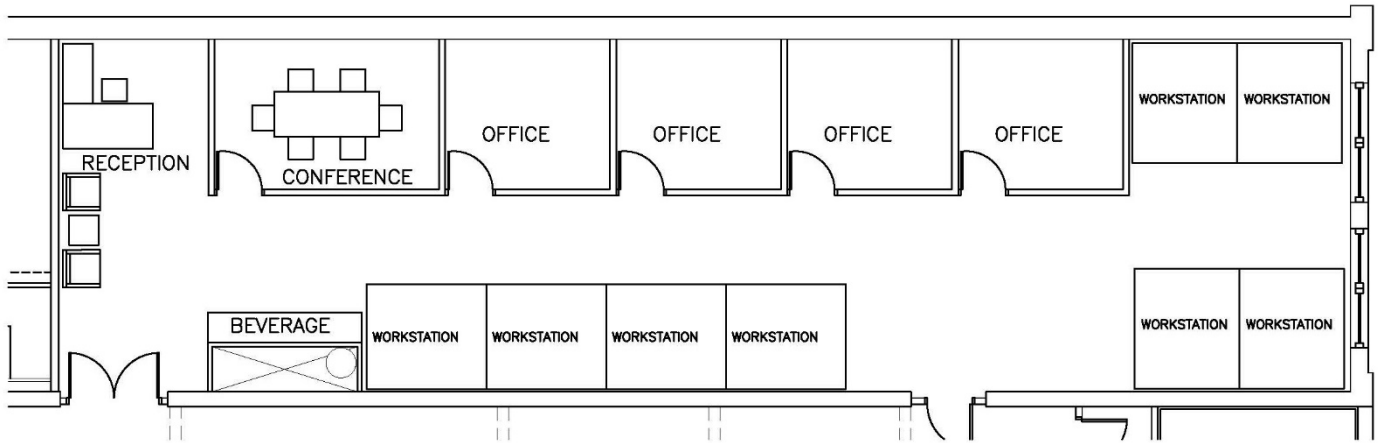 WORKSTATION WORKSTATION
OFFICE OFFICE OFFICE OFFICE
RECEPTION
CONFERENCE
BEVERAGE
WORKSTATION WORKSTATION WORKSTATION WORKSTATION
WORKSTATION WORKSTATION